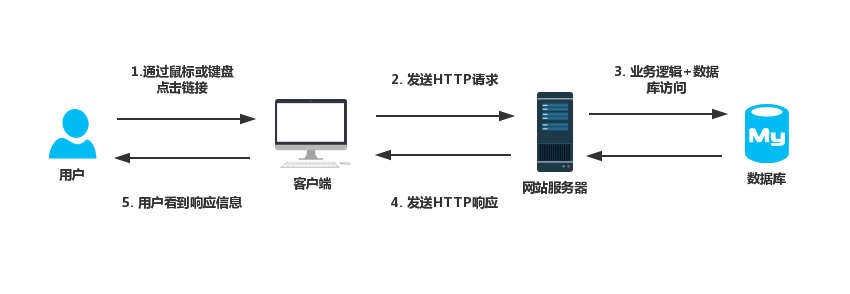 1.通过鼠标或键盘
点击链接
2. 发送HTTP请求
3. 业务逻辑+数据
库访问
My
用户
客户端
网站服务器
数据库
5. 用户看到响应信息
4. 发送HTTP响应